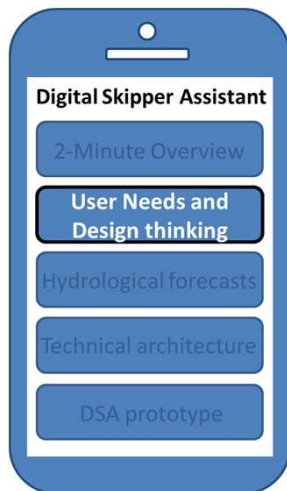 Digital Skipper Assistant
2-Minute Overview
User Needs and
Design thinking
Hydrological forecasts
Technical architecture
DSA prototype